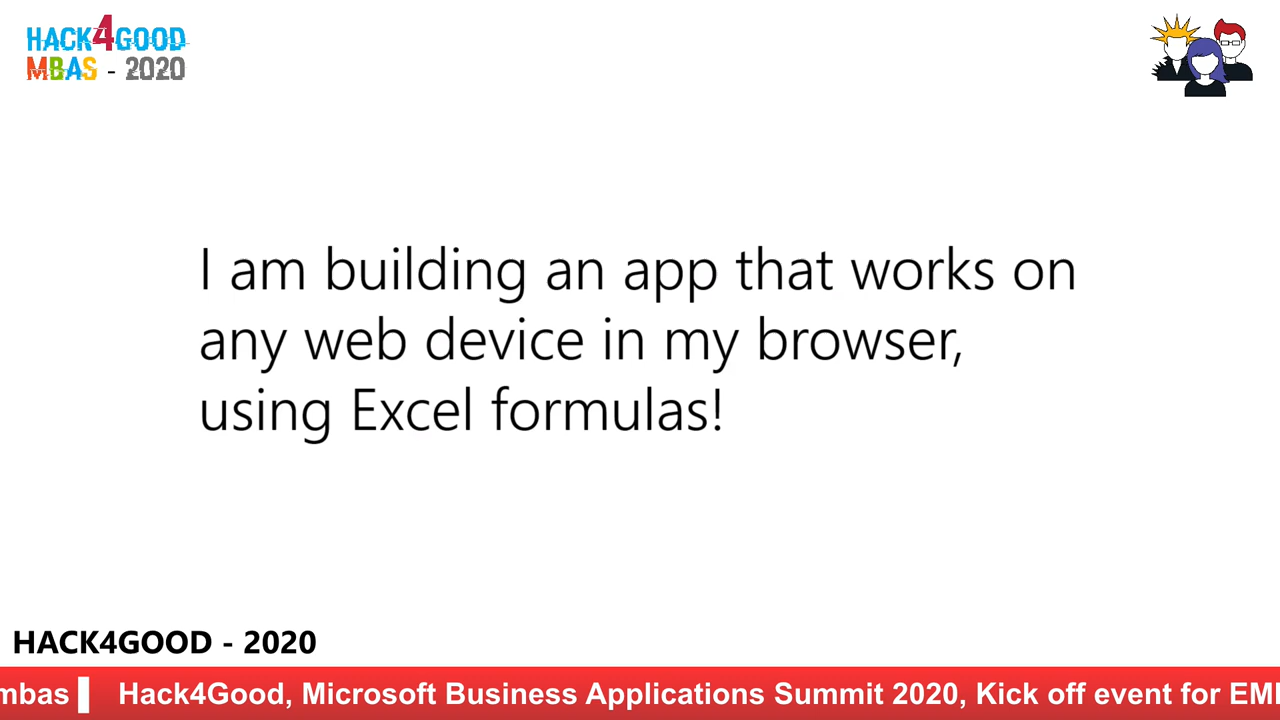 HACK4GOOD
MBAS - 2020
I am building an app that works on
any web device in my browser,
using Excel formulas!
HACK4GOOD - 2020
mbas ▌ Hack4Good, Microsoft Business Applications Summit 2020, Kick off event for EM